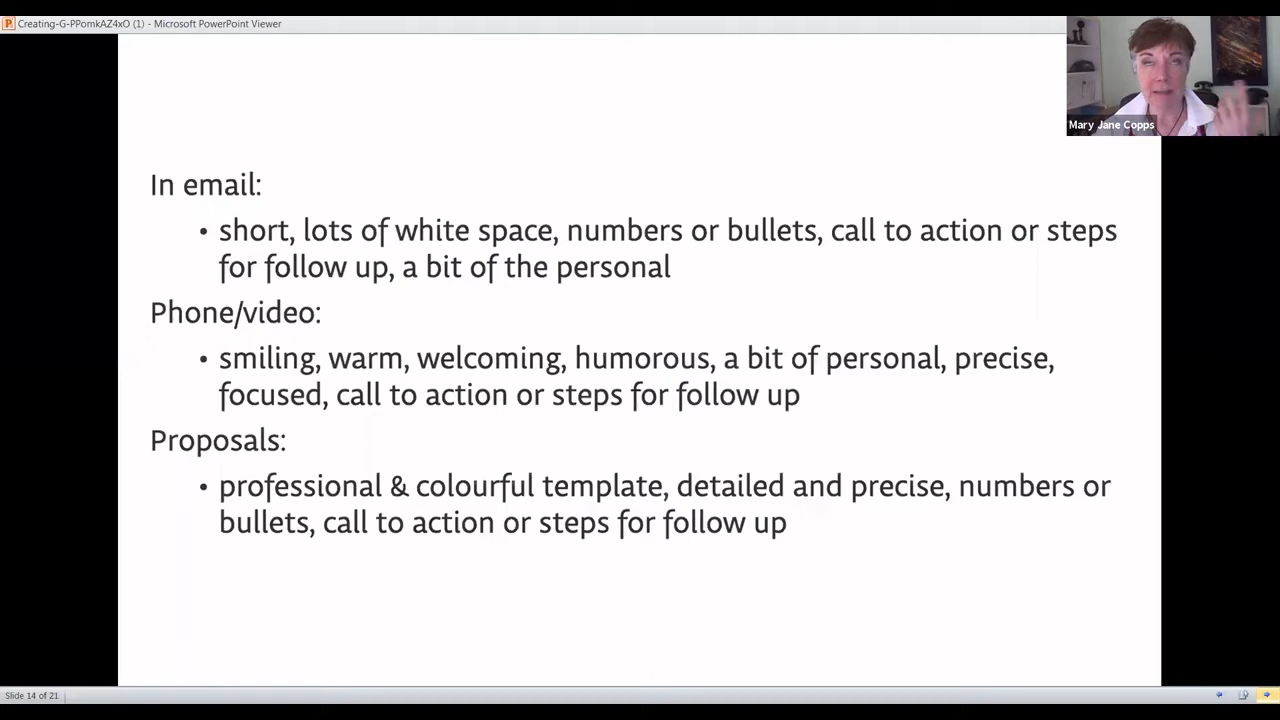 Creating-G-PPomkAZ4xO (1) - Microsoft PowerPoint Viewer
Mary Jane Copps
In email:
• short, lots of white space, numbers or bullets, call to action or steps
for follow up, a bit of the personal
Phone/video:
• smiling, warm, welcoming, humorous, a bit of personal, precise,
focused, call to action or steps for follow up
Proposals:
• professional & colourful template, detailed and precise, numbers or
bullets, call to action or steps for follow up
Slide 14 of 21